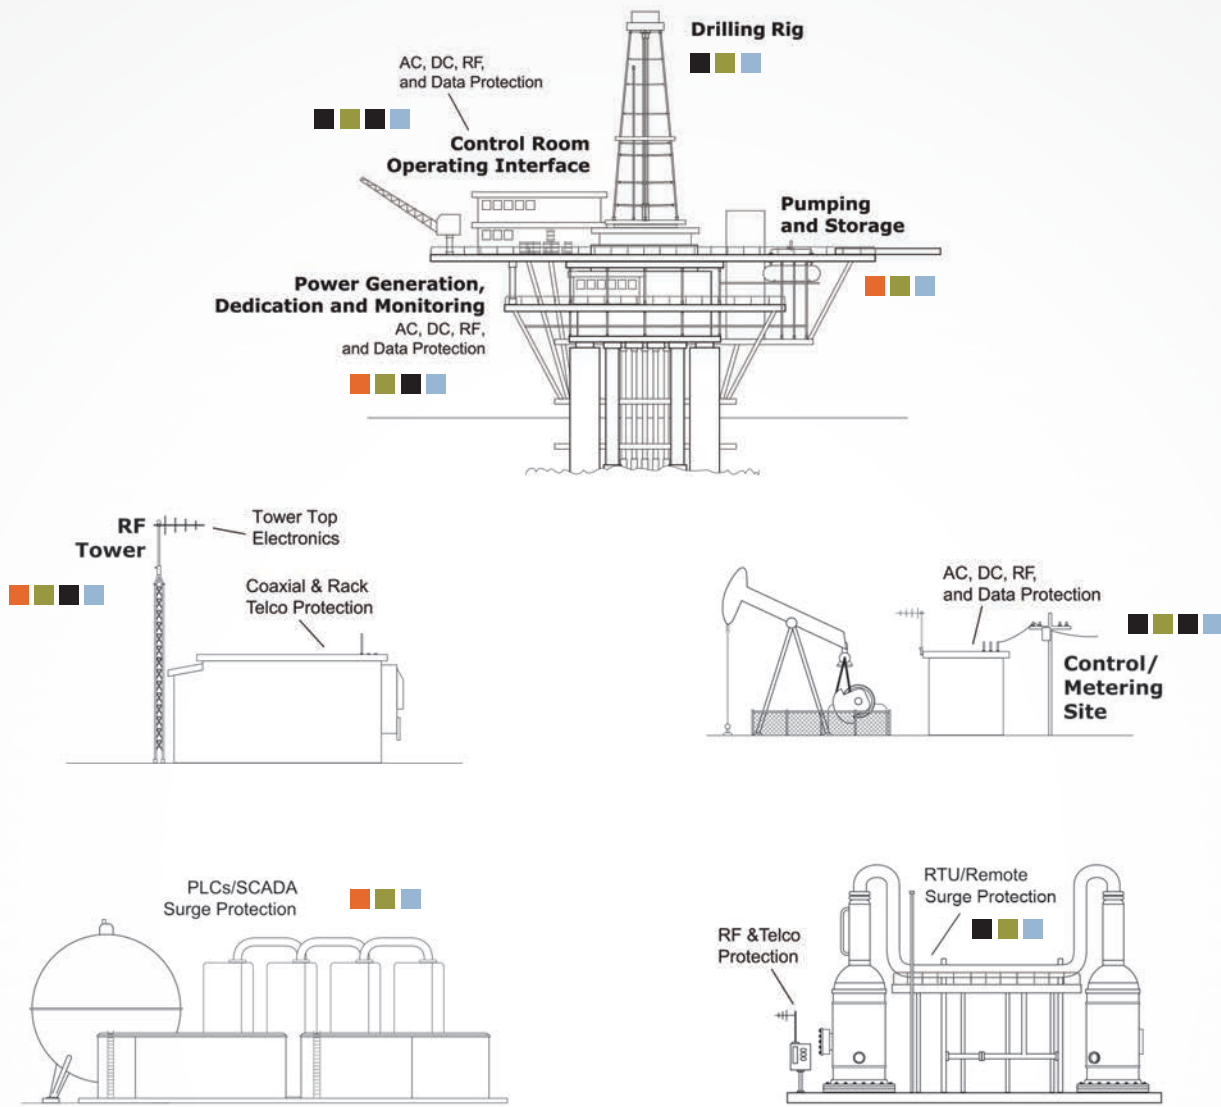 Drilling Rig
AC, DC, RF,
and Data Protection
Control Room
Operating Interface
Pumping
and Storage
Power Generation,
Dedication and Monitoring
AC, DC, RF,
and Data Protection
RF
Tower
Tower Top
Electronics
Coaxial & Rack
Telco Protection
AC, DC, RF,
and Data Protection
Control/
Metering
Site
PLCs/SCADA
Surge Protection
RTU/Remote
Surge Protection
RF &Telco
Protection